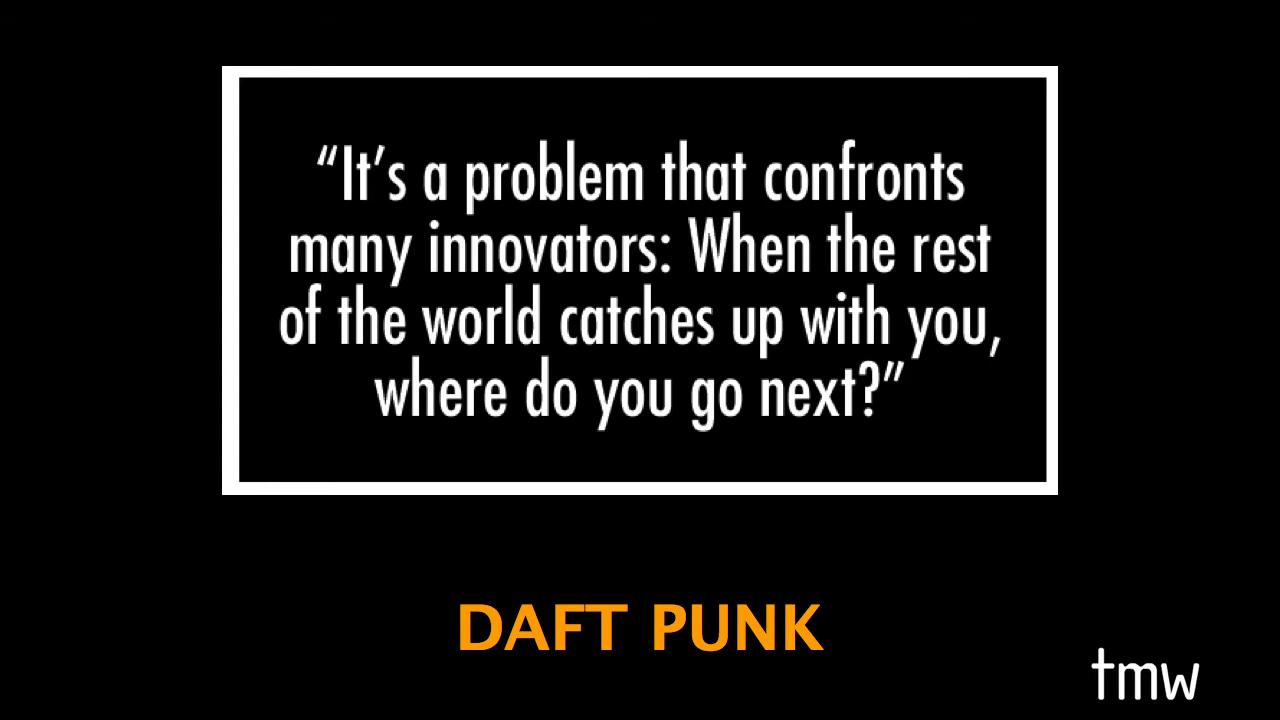 “It’s a problem that confronts
many innovators: When the rest
of the world catches up with you,
where do you go next?”
DAFT PUNK
tmw